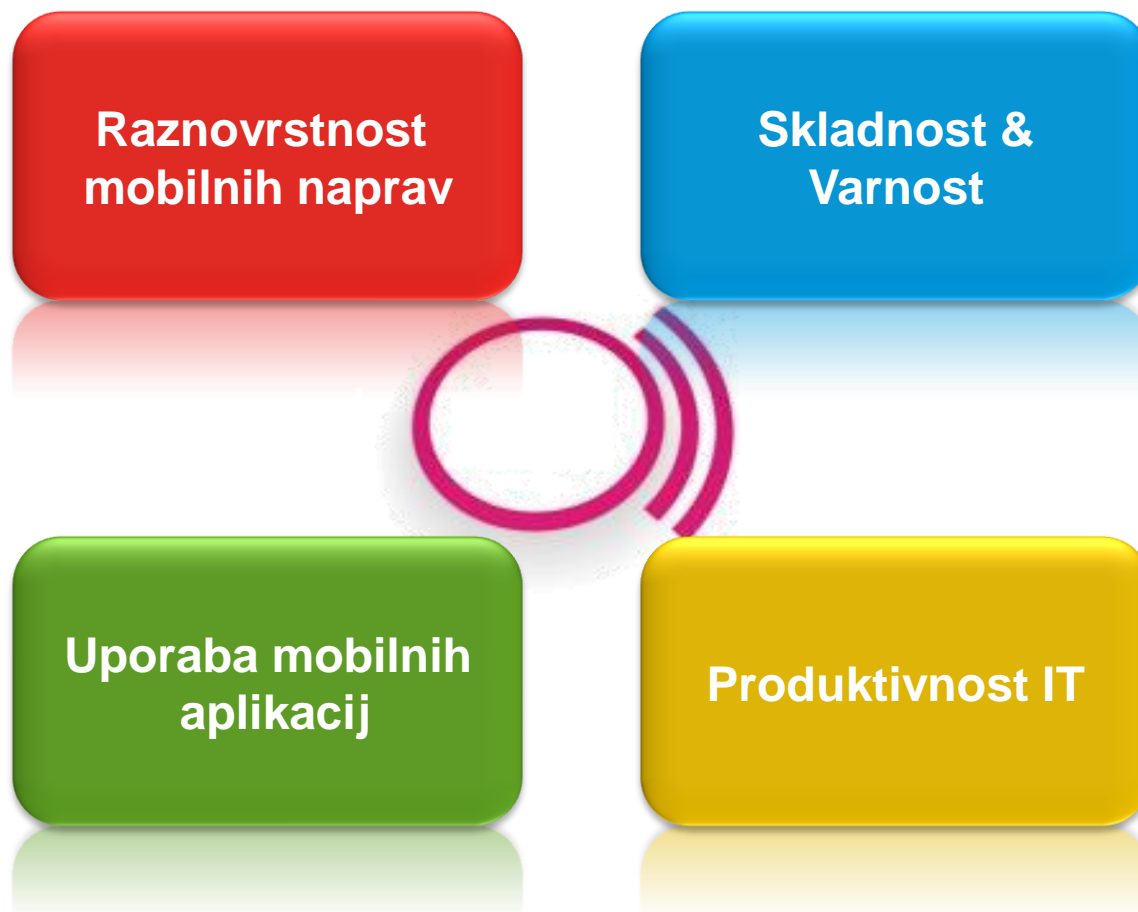 Raznovrstnost
mobilnih naprav
Skladnost &
Varnost
Uporaba mobilnih
aplikacij
Produktivnost IT